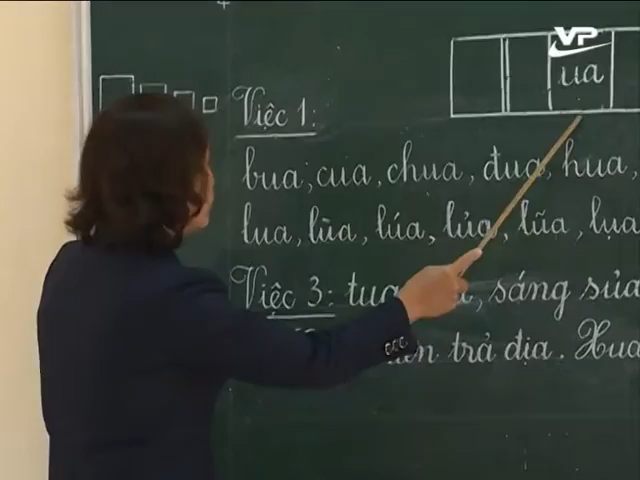 VP
ua
Việc 1:
bua, cua, chua, đua, hua,
lua, lùa, lúa, lủa, lũa, lụa
Việc 3: tua sáng sủa
trả địa. Xua